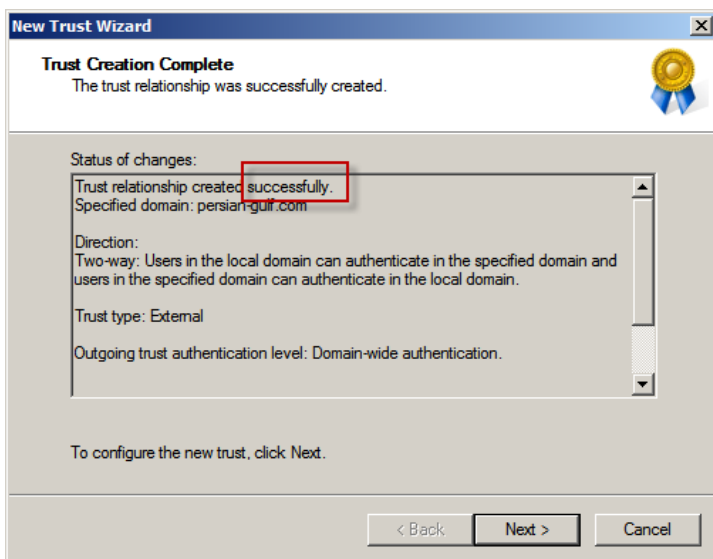 New Trust Wizard
Trust Creation Complete
The trust relationship was successfully created.
Status of changes:
Trust relationship created successfully.
Specified domain: persian-gulf.com
Direction:
Two-way: Users in the local domain can authenticate in the specified domain and
users in the specified domain can authenticate in the local domain.
Trust type: External
Outgoing trust authentication level: Domain-wide authentication.
To configure the new trust, click Next.
< Back Next > Cancel